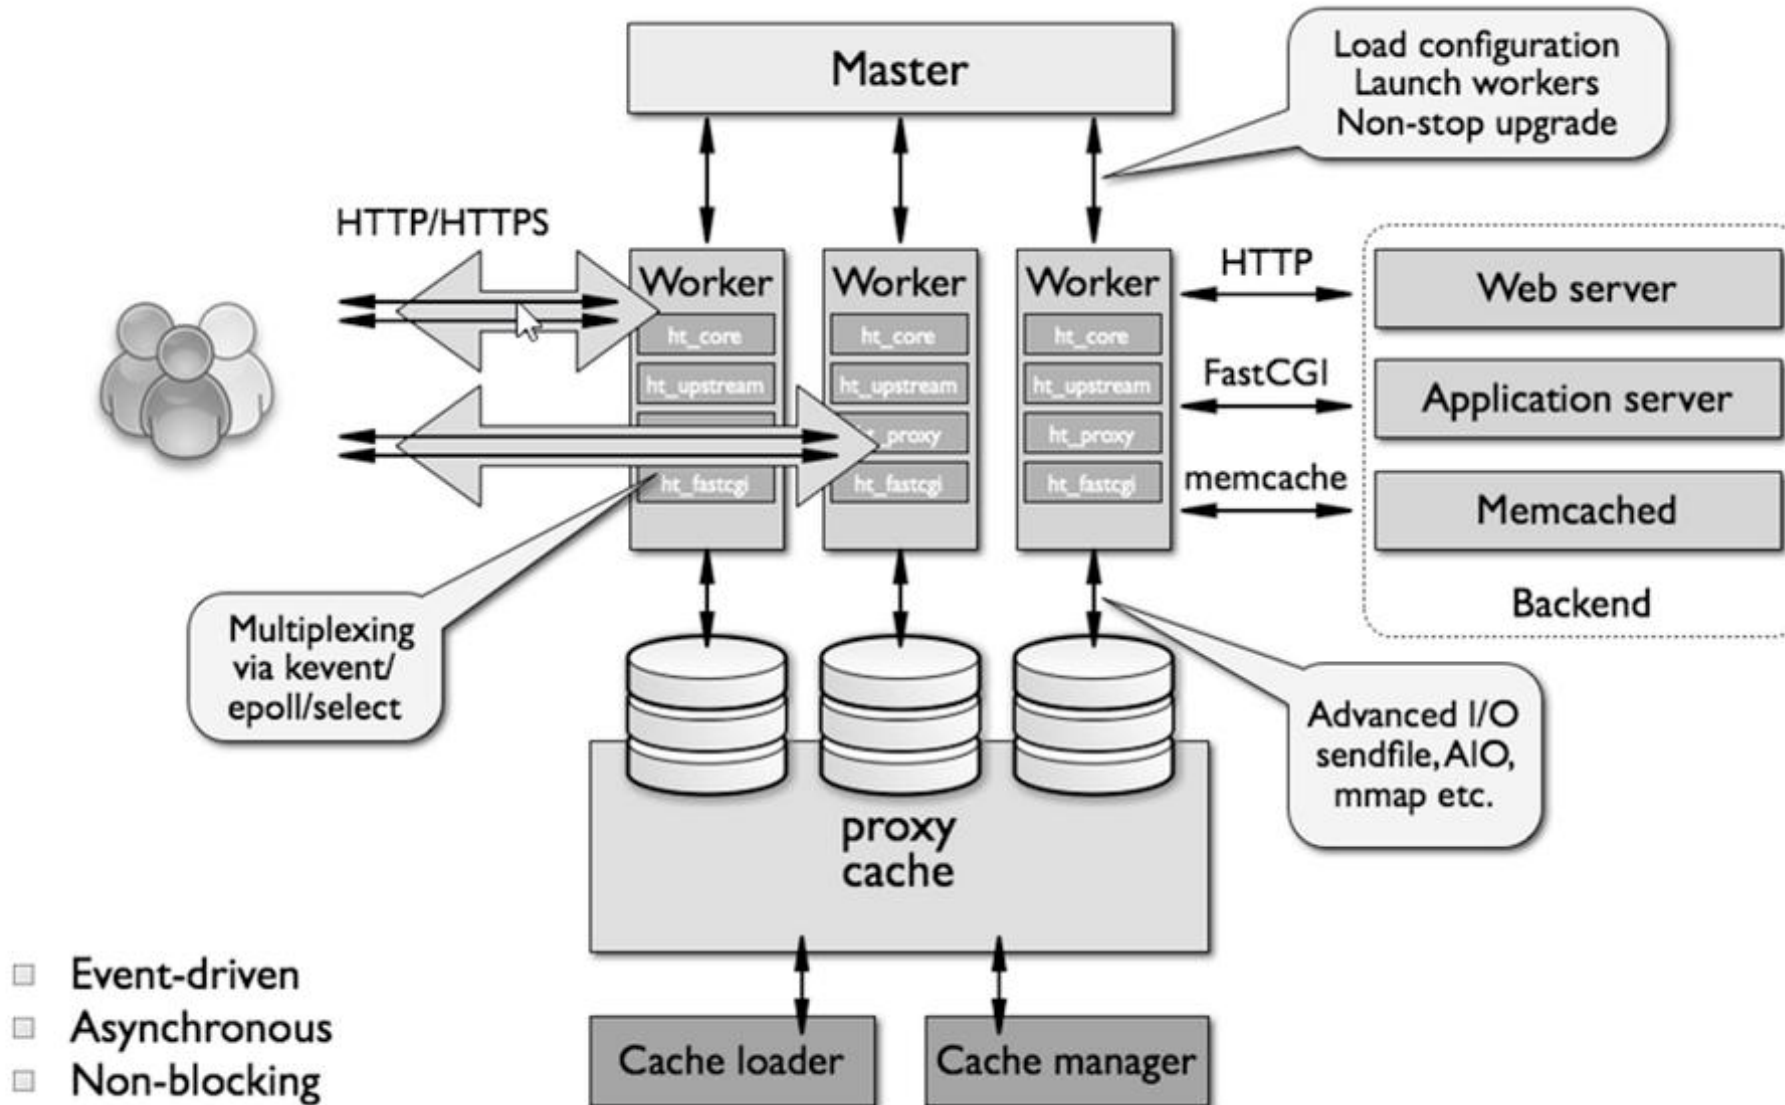 Master
Load configuration
Launch workers
Non-stop upgrade
HTTP/HTTPS
Worker
ht_core
ht_upstream
ht_fastcgi
Worker
ht_core
ht_upstream
ht_proxy
ht_fastcgi
Worker
ht_core
ht_upstream
ht_proxy
ht_fastcgi
HTTP
FastCGI
memcache
Web server
Application server
Memcached
Backend
Multiplexing
via kevent/
epoll/select
Advanced I/O
sendfile, AIO,
mmap etc.
proxy
cache
Cache loader
Cache manager
Event-driven
Asynchronous
Non-blocking